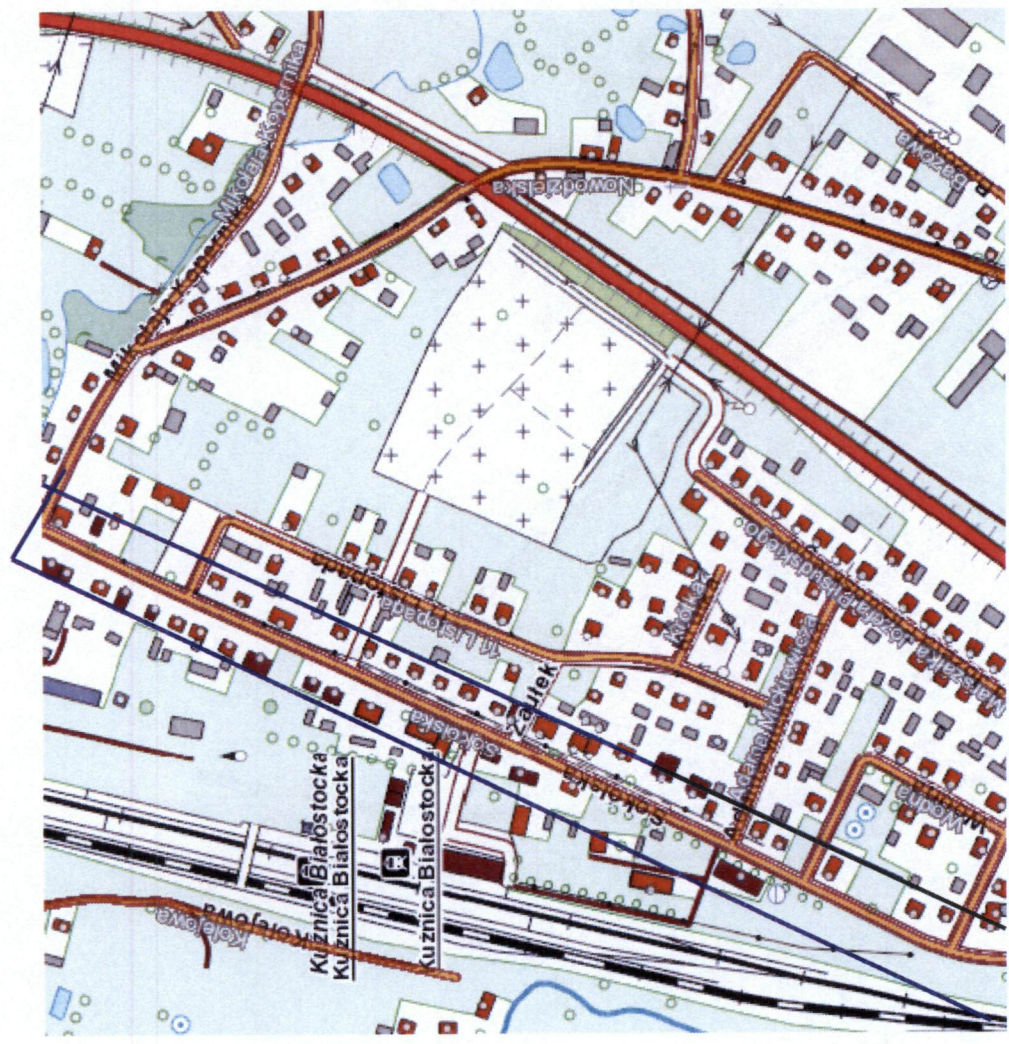 Mikołaja Kopernika
Mikołaja Kopernika
Nowodzielska
Bazowa
11 Listopada
Zaułek
Sokólska
Sokólska
Adama Mickiewicza
Marszałka Józefa Piłsudskiego
Wodna
Kolejowa
Kolejowa
Kuźnica Białostocka
Kuźnica Białostocka
Kuźnica Białostocka